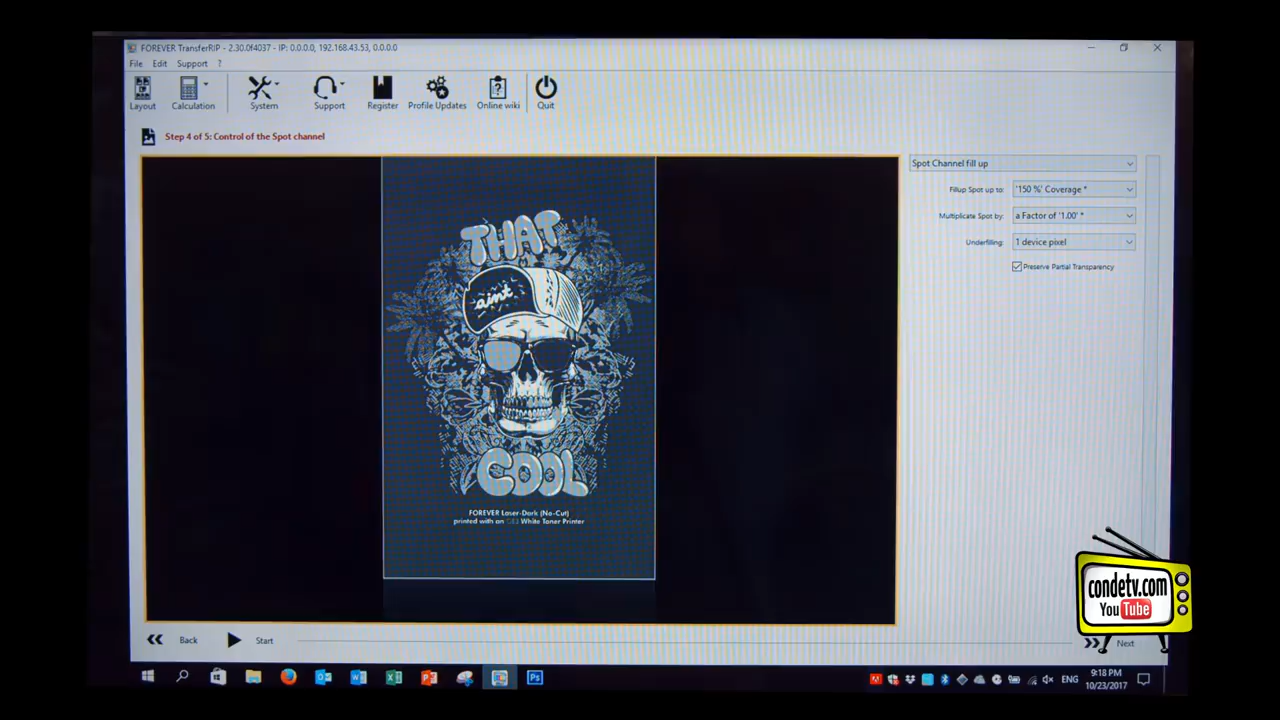 FOREVER TransferRIP - 2.30.0f4037 - IP: 0.0.0.0, 192.168.43.53, 0.0.0.0
File Edit Support ?
Layout Calculation System Support Register Profile Updates Online wiki Quit
Step 4 of 5: Control of the Spot channel
Spot Channel fill up
Fillup Spot up to: '150 %' Coverage *
Multiplicate Spot by: a Factor of '1.00' *
Underfilling: 1 device pixel
Preserve Partial Transparency
THAT
aint
COOL
FOREVER Laser-Dark (No-Cut)
printed with an White Toner Printer
condetv.com
YouTube
Back Start Next
ENG
9:18 PM
10/23/2017